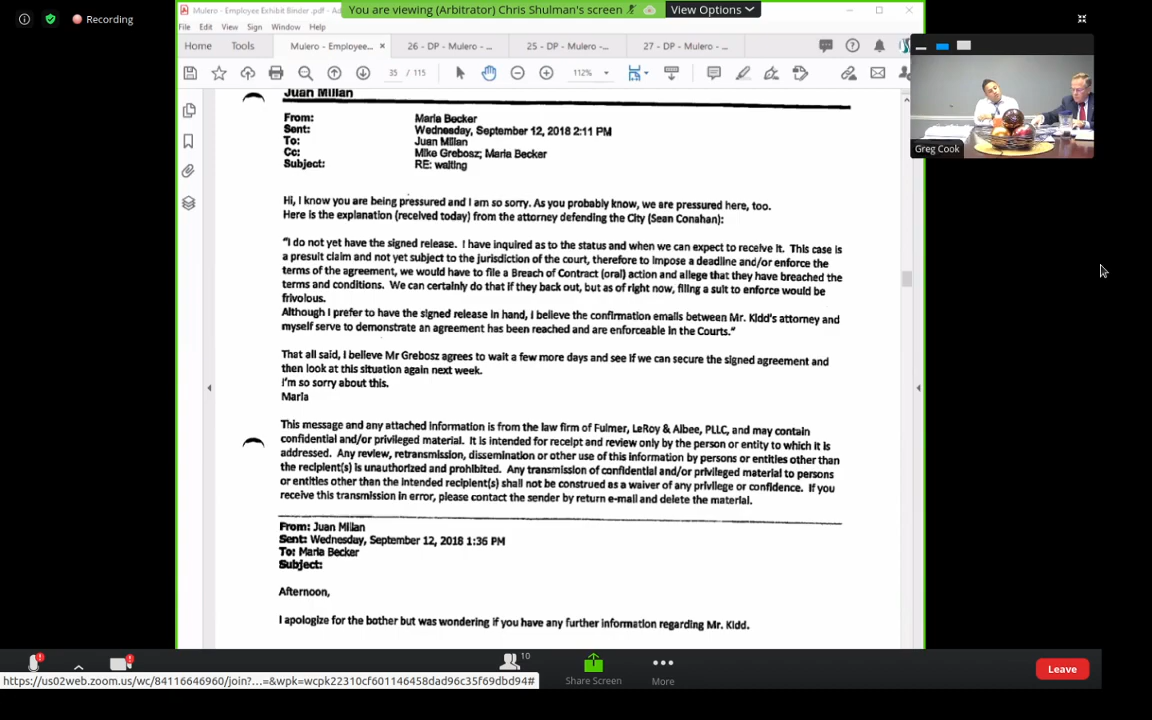 Recording
Mulero - Employee Exhibit Binder.pdf - Adobe
You are viewing (Arbitrator) Chris Shulman's screen
View Options
File Edit View Sign Window Help
Home Tools Mulero - Employee... × 26 - DP - Mulero - ... 25 - DP - Mulero -... 27 - DP - Mulero - ...
35 / 115 112%
Greg Cook
Juan Millan
From: Maria Becker
Sent: Wednesday, September 12, 2018 2:11 PM
To: Juan Millan
Cc: Mike Grebosz; Maria Becker
Subject: RE: waiting
Hi, I know you are being pressured and I am so sorry. As you probably know, we are pressured here, too.
Here is the explanation (received today) from the attorney defending the City (Sean Conahan):
"I do not yet have the signed release. I have inquired as to the status and when we can expect to receive it. This case is
a presuit claim and not yet subject to the jurisdiction of the court, therefore to impose a deadline and/or enforce the
terms of the agreement, we would have to file a Breach of Contract (oral) action and allege that they have breached the
terms and conditions. We can certainly do that if they back out, but as of right now, filing a suit to enforce would be
frivolous.
Although I prefer to have the signed release in hand, I believe the confirmation emails between Mr. Kidd's attorney and
myself serve to demonstrate an agreement has been reached and are enforceable in the Courts."
That all said, I believe Mr Grebosz agrees to wait a few more days and see if we can secure the signed agreement and
then look at this situation again next week.
I'm so sorry about this.
Maria
This message and any attached information is from the law firm of Fulmer, LeRoy & Albee, PLLC, and may contain
confidential and/or privileged material. It is intended for receipt and review only by the person or entity to which it is
addressed. Any review, retransmission, dissemination or other use of this information by persons or entities other than
the recipient(s) is unauthorized and prohibited. Any transmission of confidential and/or privileged material to persons
or entities other than the intended recipient(s) shall not be construed as a waiver of any privilege or confidence. If you
receive this transmission in error, please contact the sender by return e-mail and delete the material.
From: Juan Millan
Sent: Wednesday, September 12, 2018 1:36 PM
To: Maria Becker
Subject:
Afternoon,
I apologize for the bother but was wondering if you have any further information regarding Mr. Kidd.
10
Share Screen
More
Leave
https://us02web.zoom.us/wc/84116646960/join?...=&wpk=wcpk22310cf601146458dad96c35f69dbd94#